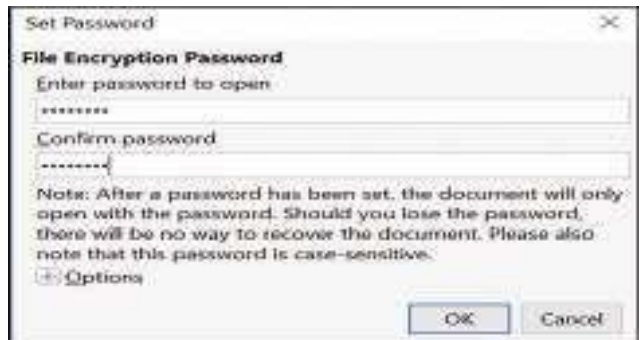 Set Password
File Encryption Password
Enter password to open
••••••••
Confirm password
••••••••
Note: After a password has been set, the document will only
open with the password. Should you lose the password,
there will be no way to recover the document. Please also
note that this password is case-sensitive.
Options
OK Cancel